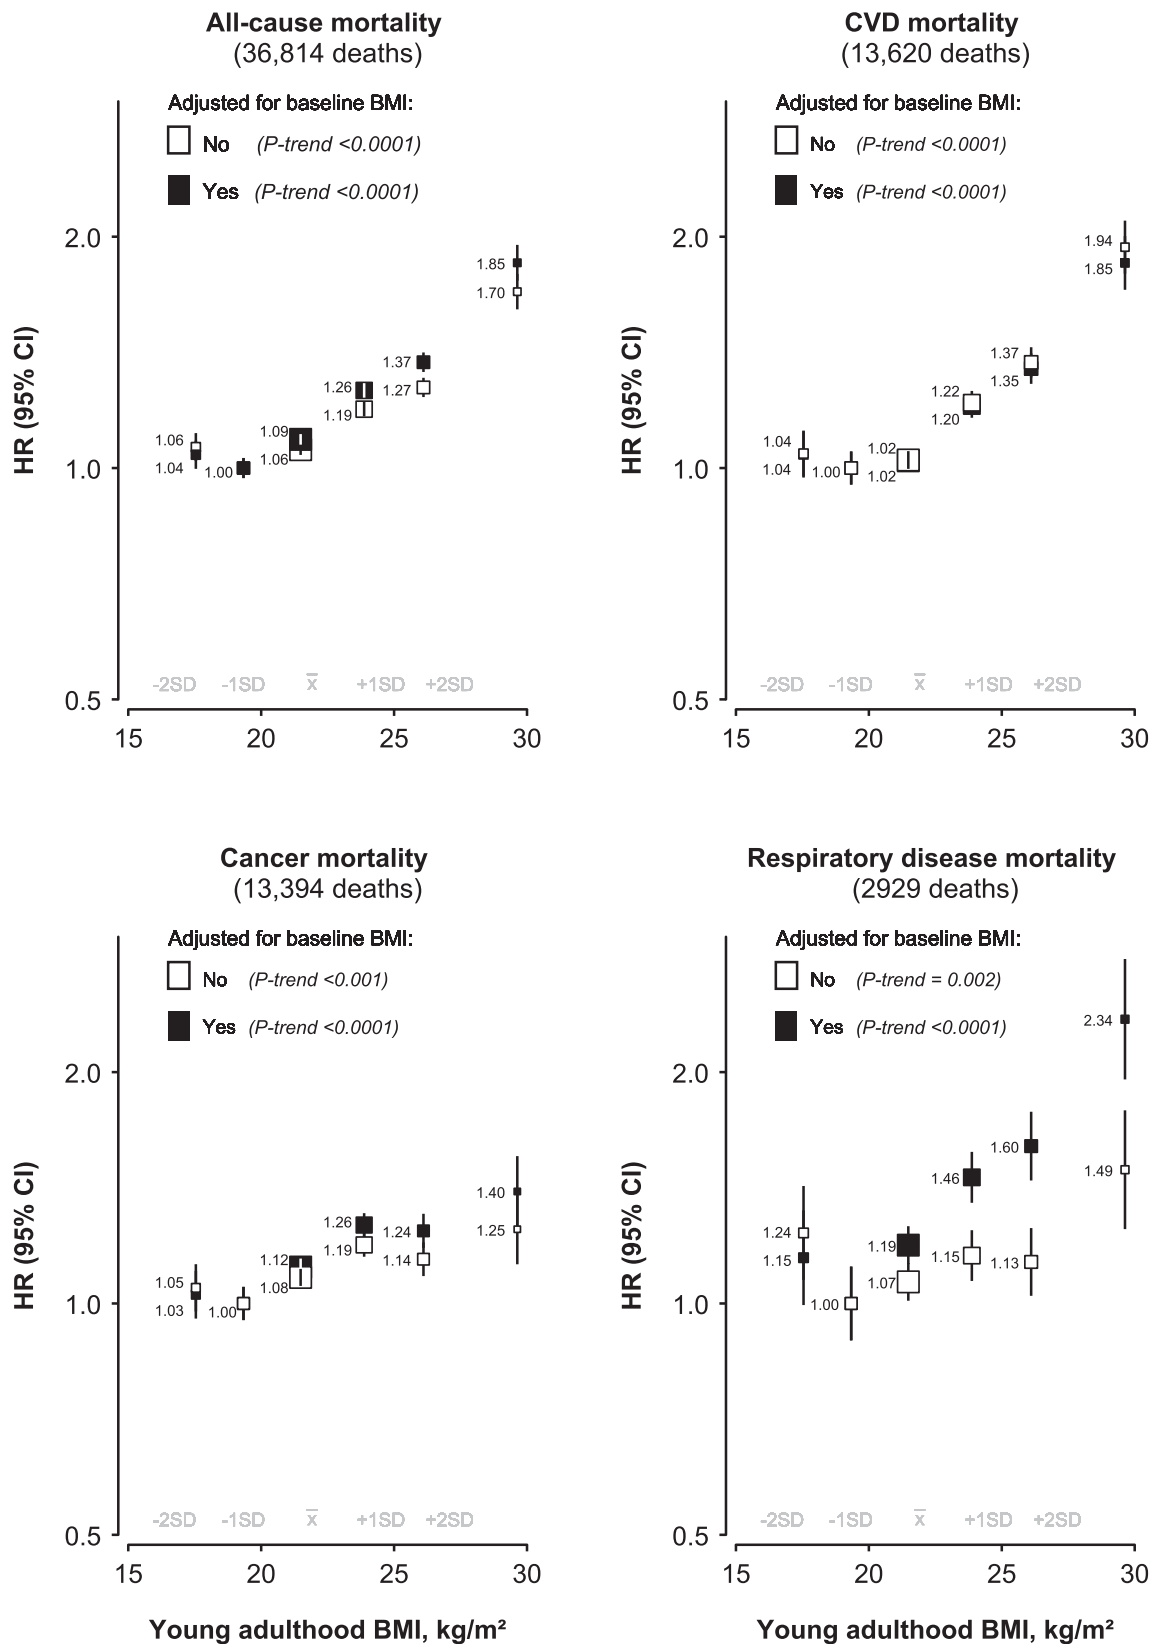 All-cause mortality
(36,814 deaths)
Adjusted for baseline BMI:
No (P-trend <0.0001)
Yes (P-trend <0.0001)
2.0
1.85
1.70
HR (95% CI)
1.37
1.26
1.27
1.19
1.09
1.06
1.06
1.04
1.00
1.0
-2SD -1SD x̅ +1SD +2SD
0.5
15 20 25 30
CVD mortality
(13,620 deaths)
Adjusted for baseline BMI:
No (P-trend <0.0001)
Yes (P-trend <0.0001)
2.0
1.94
1.85
HR (95% CI)
1.37
1.35
1.22
1.20
1.04
1.02
1.04
1.00
1.02
1.0
-2SD -1SD x̅ +1SD +2SD
0.5
15 20 25 30
Cancer mortality
(13,394 deaths)
Adjusted for baseline BMI:
No (P-trend <0.001)
Yes (P-trend <0.0001)
2.0
HR (95% CI)
1.40
1.26
1.24
1.25
1.19
1.14
1.12
1.08
1.05
1.03
1.00
1.0
-2SD -1SD x̅ +1SD +2SD
0.5
15 20 25 30
Young adulthood BMI, kg/m²
Respiratory disease mortality
(2929 deaths)
Adjusted for baseline BMI:
No (P-trend = 0.002)
Yes (P-trend <0.0001)
2.34
2.0
HR (95% CI)
1.60
1.46
1.49
1.24
1.19
1.15
1.15
1.13
1.07
1.00
1.0
-2SD -1SD x̅ +1SD +2SD
0.5
15 20 25 30
Young adulthood BMI, kg/m²